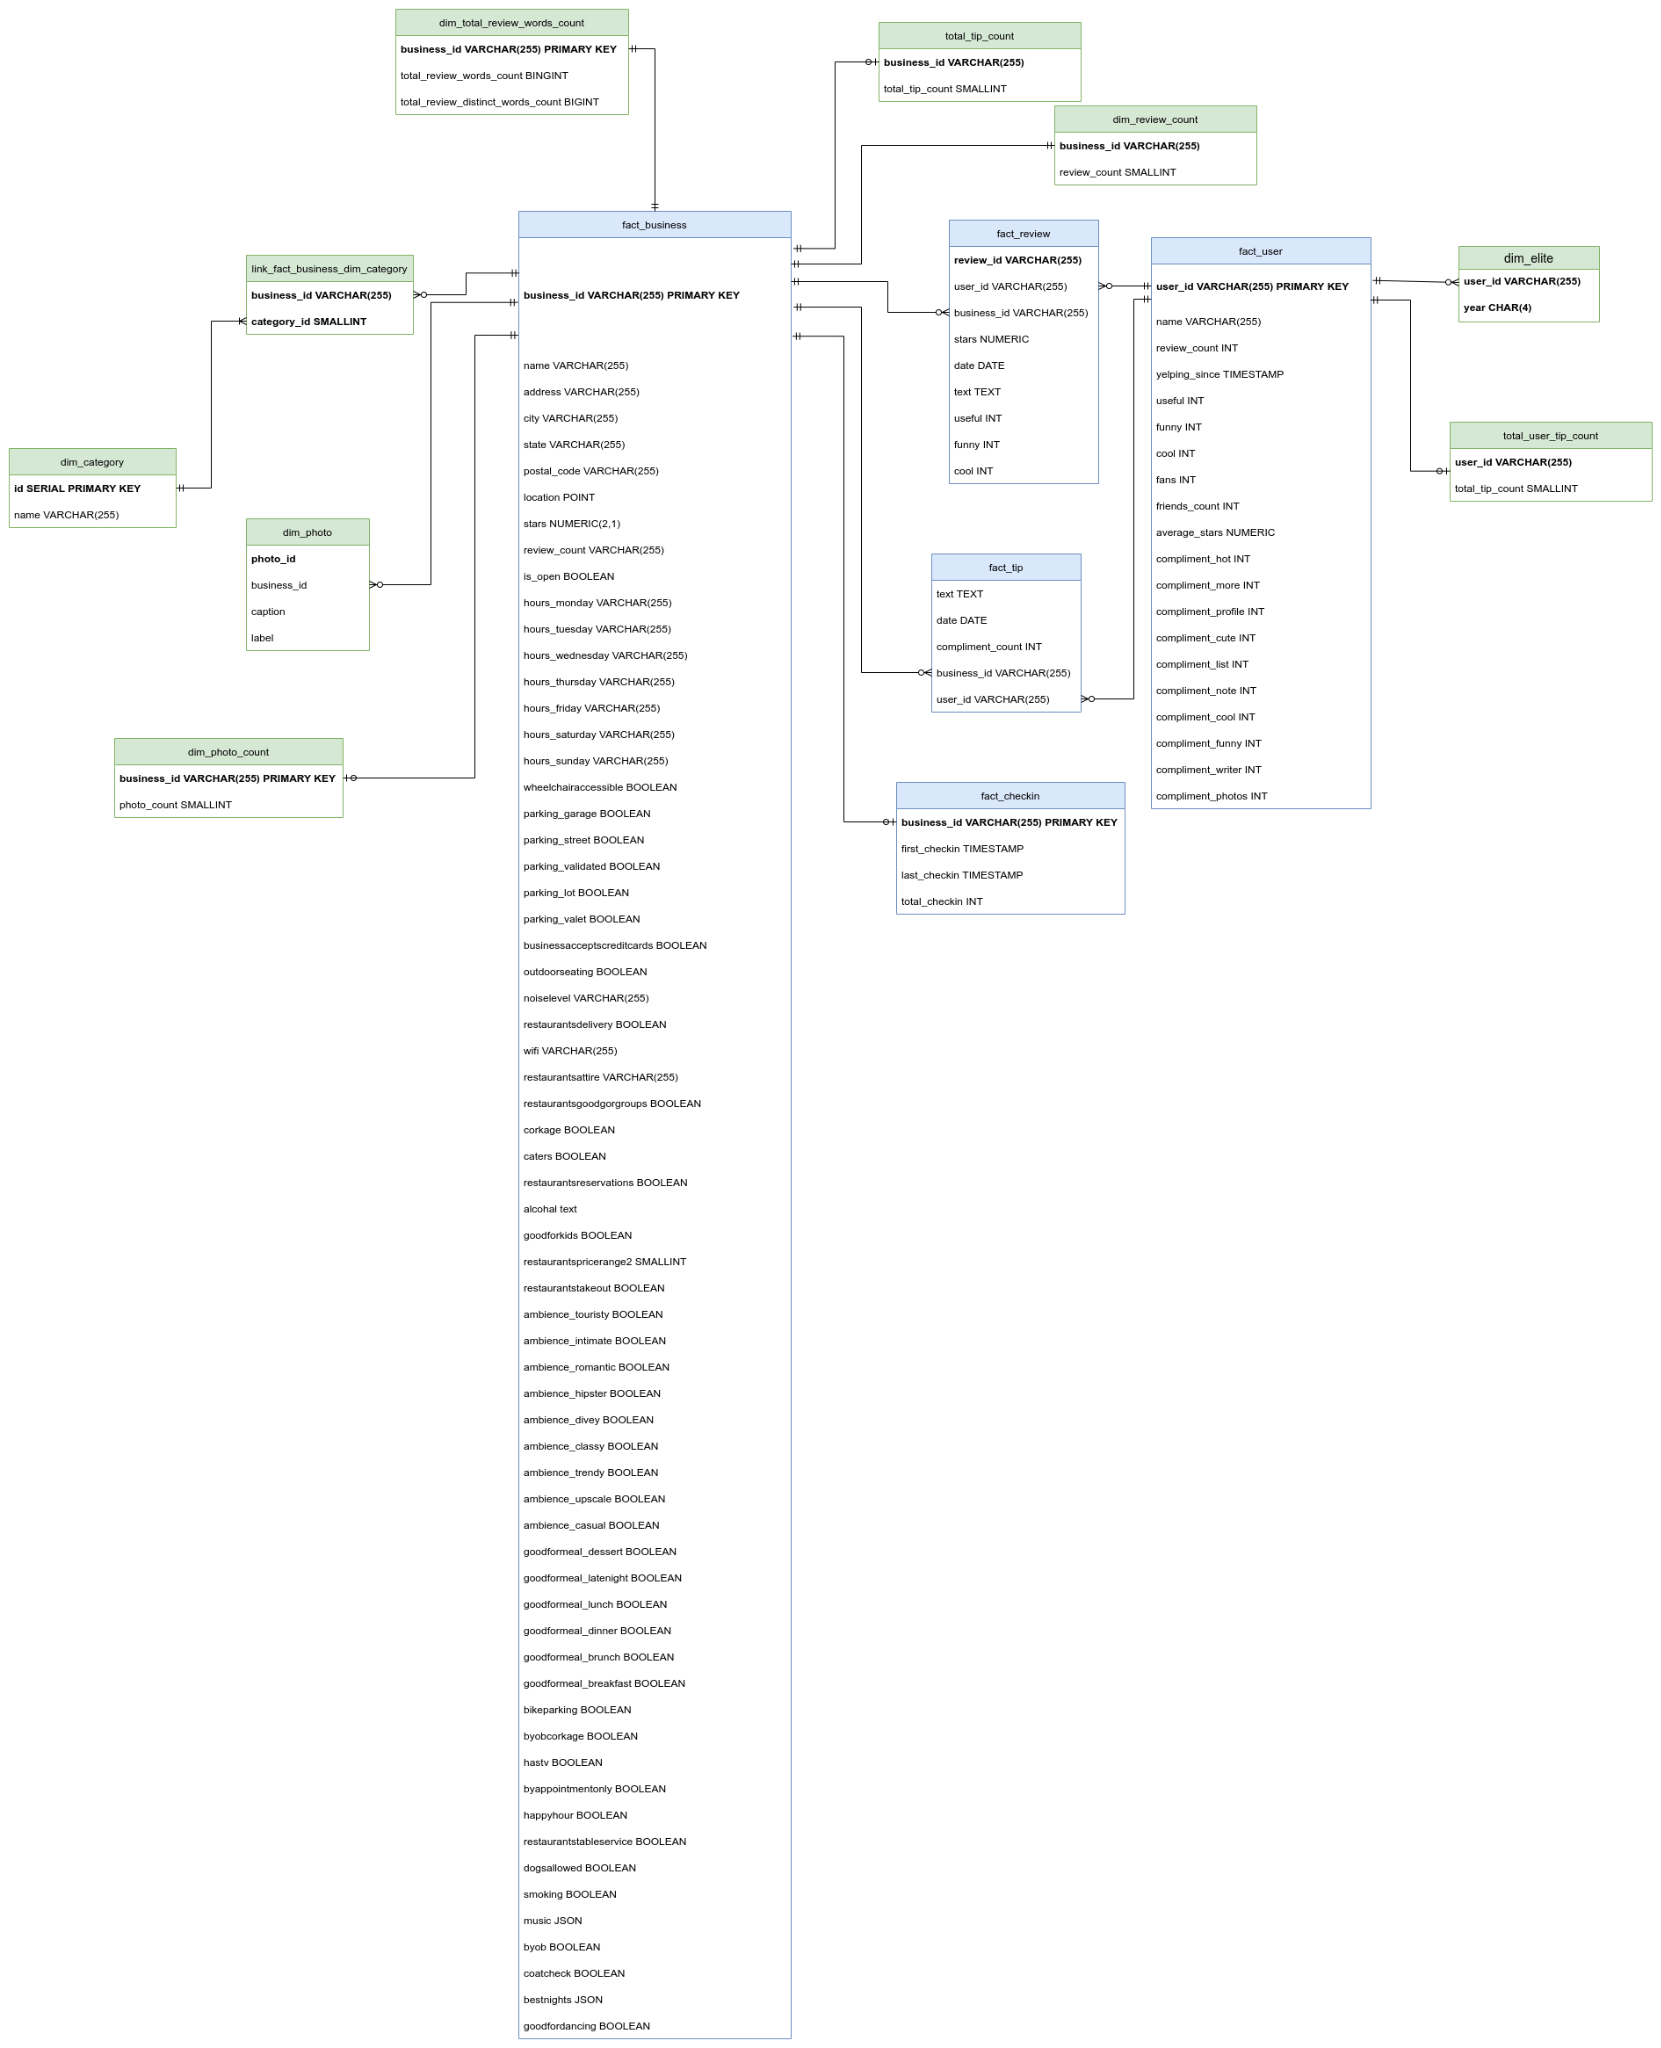 dim_total_review_words_count
business_id VARCHAR(255) PRIMARY KEY
total_review_words_count BINGINT
total_review_distinct_words_count BIGINT
total_tip_count
business_id VARCHAR(255)
total_tip_count SMALLINT
dim_review_count
business_id VARCHAR(255)
review_count SMALLINT
link_fact_business_dim_category
business_id VARCHAR(255)
category_id SMALLINT
dim_category
id SERIAL PRIMARY KEY
name VARCHAR(255)
dim_photo
photo_id
business_id
caption
label
dim_photo_count
business_id VARCHAR(255) PRIMARY KEY
photo_count SMALLINT
fact_business
business_id VARCHAR(255) PRIMARY KEY
name VARCHAR(255)
address VARCHAR(255)
city VARCHAR(255)
state VARCHAR(255)
postal_code VARCHAR(255)
location POINT
stars NUMERIC(2,1)
review_count VARCHAR(255)
is_open BOOLEAN
hours_monday VARCHAR(255)
hours_tuesday VARCHAR(255)
hours_wednesday VARCHAR(255)
hours_thursday VARCHAR(255)
hours_friday VARCHAR(255)
hours_saturday VARCHAR(255)
hours_sunday VARCHAR(255)
wheelchairaccessible BOOLEAN
parking_garage BOOLEAN
parking_street BOOLEAN
parking_validated BOOLEAN
parking_lot BOOLEAN
parking_valet BOOLEAN
businessacceptscreditcards BOOLEAN
outdoorseating BOOLEAN
noiselevel VARCHAR(255)
restaurantsdelivery BOOLEAN
wifi VARCHAR(255)
restaurantsattire VARCHAR(255)
restaurantsgoodgorgroups BOOLEAN
corkage BOOLEAN
caters BOOLEAN
restaurantsreservations BOOLEAN
alcohal text
goodforkids BOOLEAN
restaurantspricerange2 SMALLINT
restaurantstakeout BOOLEAN
ambience_touristy BOOLEAN
ambience_intimate BOOLEAN
ambience_romantic BOOLEAN
ambience_hipster BOOLEAN
ambience_divey BOOLEAN
ambience_classy BOOLEAN
ambience_trendy BOOLEAN
ambience_upscale BOOLEAN
ambience_casual BOOLEAN
goodformeal_dessert BOOLEAN
goodformeal_latenight BOOLEAN
goodformeal_lunch BOOLEAN
goodformeal_dinner BOOLEAN
goodformeal_brunch BOOLEAN
goodformeal_breakfast BOOLEAN
bikeparking BOOLEAN
byobcorkage BOOLEAN
hastv BOOLEAN
byappointmentonly BOOLEAN
happyhour BOOLEAN
restaurantstableservice BOOLEAN
dogsallowed BOOLEAN
smoking BOOLEAN
music JSON
byob BOOLEAN
coatcheck BOOLEAN
bestnights JSON
goodfordancing BOOLEAN
fact_review
review_id VARCHAR(255)
user_id VARCHAR(255)
business_id VARCHAR(255)
stars NUMERIC
date DATE
text TEXT
useful INT
funny INT
cool INT
fact_tip
text TEXT
date DATE
compliment_count INT
business_id VARCHAR(255)
user_id VARCHAR(255)
fact_checkin
business_id VARCHAR(255) PRIMARY KEY
first_checkin TIMESTAMP
last_checkin TIMESTAMP
total_checkin INT
fact_user
user_id VARCHAR(255) PRIMARY KEY
name VARCHAR(255)
review_count INT
yelping_since TIMESTAMP
useful INT
funny INT
cool INT
fans INT
friends_count INT
average_stars NUMERIC
compliment_hot INT
compliment_more INT
compliment_profile INT
compliment_cute INT
compliment_list INT
compliment_note INT
compliment_cool INT
compliment_funny INT
compliment_writer INT
compliment_photos INT
dim_elite
user_id VARCHAR(255)
year CHAR(4)
total_user_tip_count
user_id VARCHAR(255)
total_tip_count SMALLINT